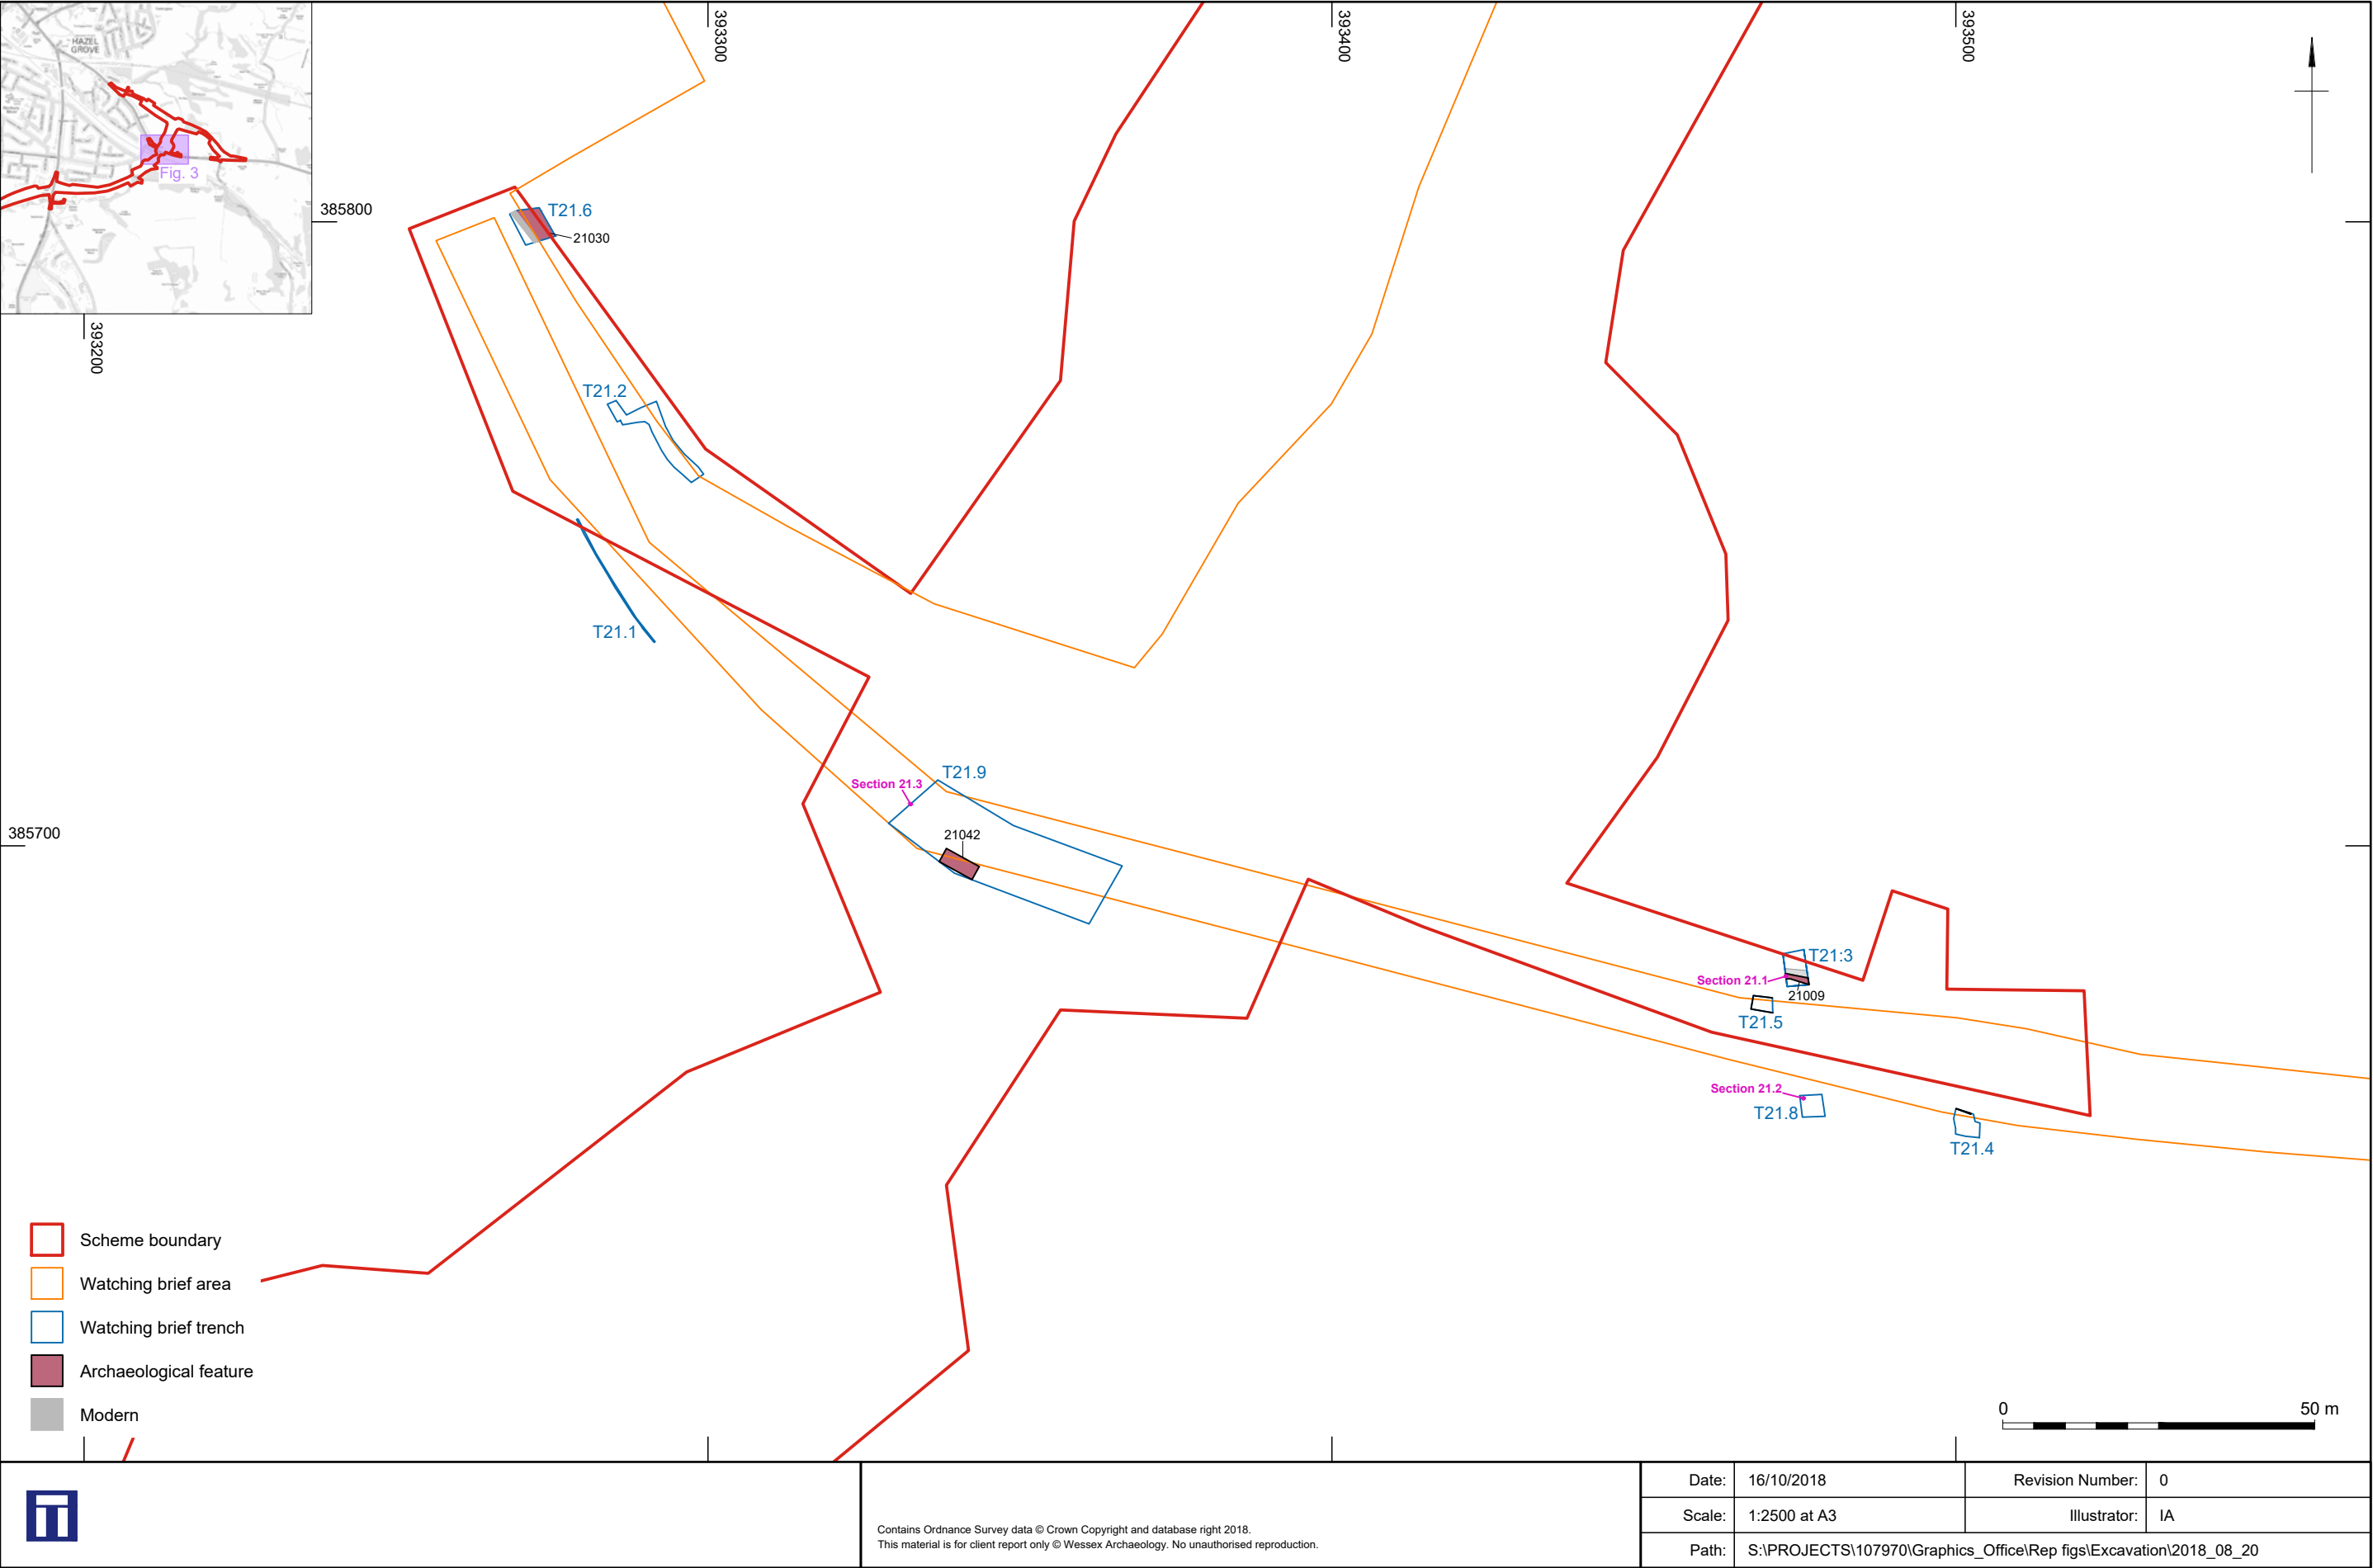 HAZEL
GROVE
Fig. 3
393200
393300
393400
393500
385800
385700
T21.6
21030
T21.2
T21.1
Section 21.3
T21.9
21042
T21:3
Section 21.1
21009
T21.5
Section 21.2
T21.8
T21.4
Scheme boundary
Watching brief area
Watching brief trench
Archaeological feature
Modern
0 50 m
Contains Ordnance Survey data © Crown Copyright and database right 2018.
This material is for client report only © Wessex Archaeology. No unauthorised reproduction.
Date: 16/10/2018 Revision Number: 0
Scale: 1:2500 at A3 Illustrator: IA
Path: S:\PROJECTS\107970\Graphics_Office\Rep figs\Excavation\2018_08_20